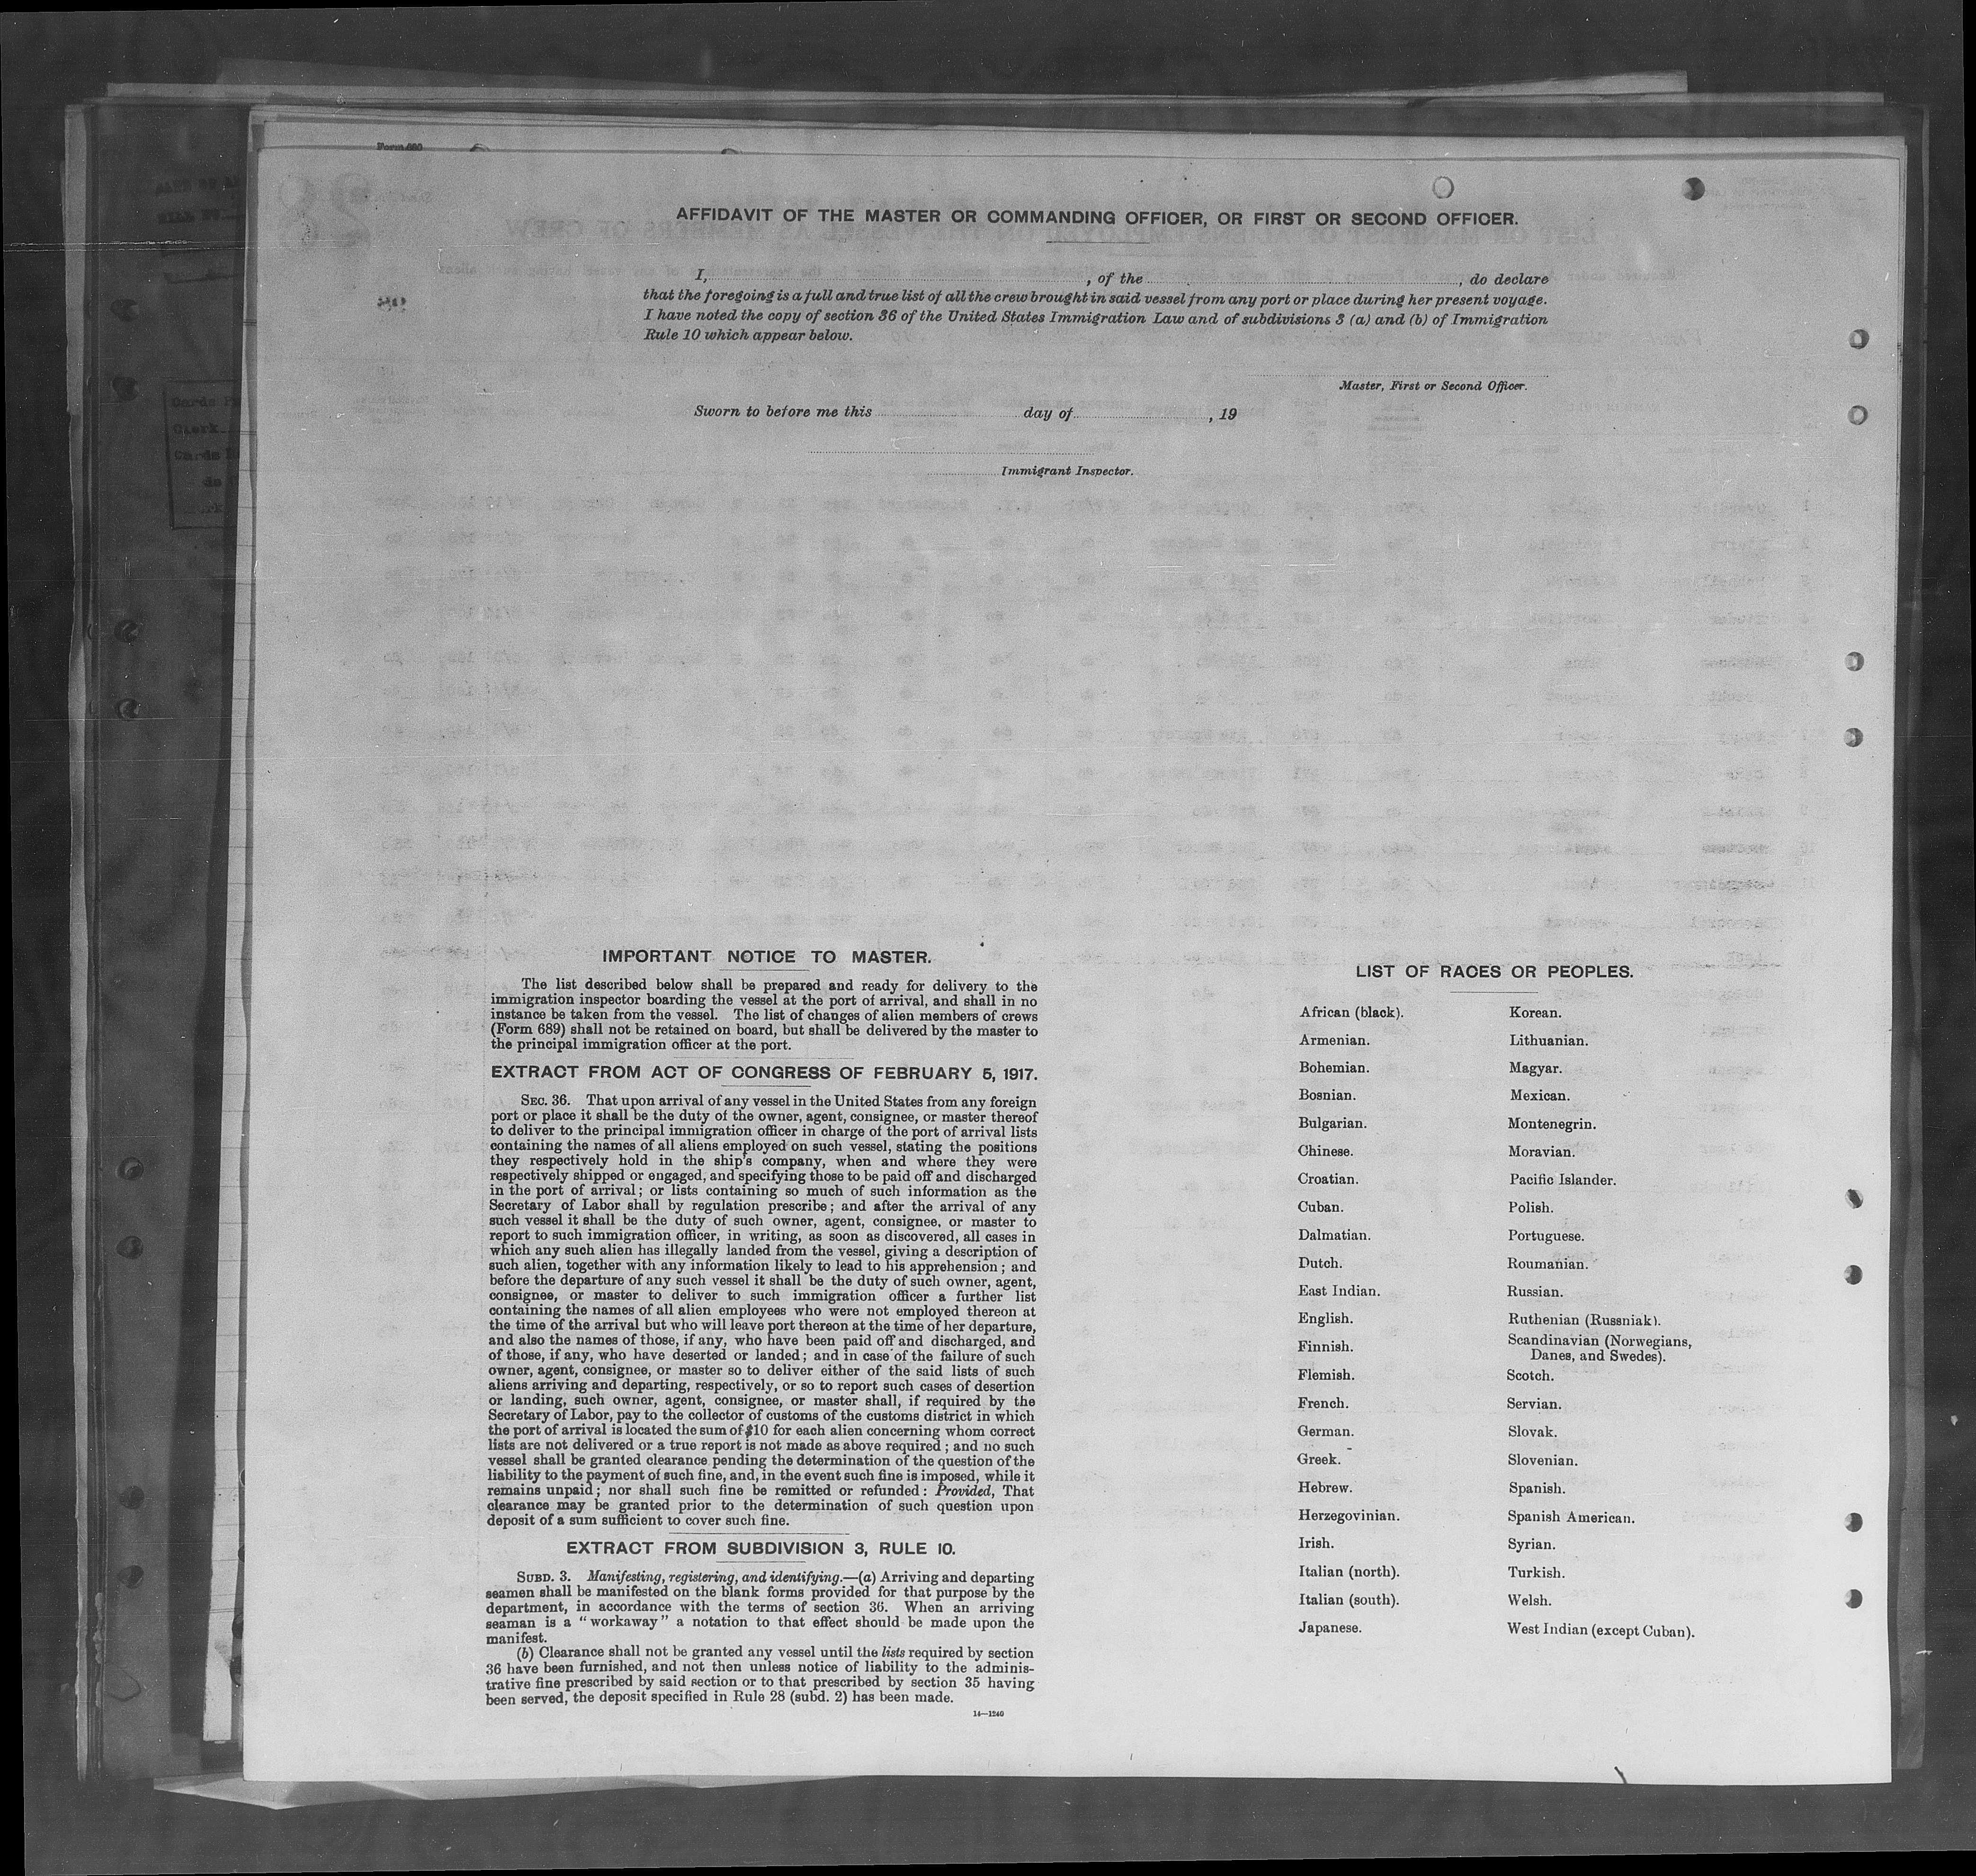 Form 680
AFFIDAVIT OF THE MASTER OR COMMANDING OFFICER, OR FIRST OR SECOND OFFICER.
I, , of the , do declare
that the foregoing is a full and true list of all the crew brought in said vessel from any port or place during her present voyage.
I have noted the copy of section 36 of the United States Immigration Law and of subdivisions 3 (a) and (b) of Immigration
Rule 10 which appear below.
Master, First or Second Officer.
Sworn to before me this day of , 19
Immigrant Inspector.
IMPORTANT NOTICE TO MASTER.
The list described below shall be prepared and ready for delivery to the
immigration inspector boarding the vessel at the port of arrival, and shall in no
instance be taken from the vessel. The list of changes of alien members of crews
(Form 689) shall not be retained on board, but shall be delivered by the master to
the principal immigration officer at the port.
EXTRACT FROM ACT OF CONGRESS OF FEBRUARY 5, 1917.
SEC. 36. That upon arrival of any vessel in the United States from any foreign
port or place it shall be the duty of the owner, agent, consignee, or master thereof
to deliver to the principal immigration officer in charge of the port of arrival lists
containing the names of all aliens employed on such vessel, stating the positions
they respectively hold in the ship's company, when and where they were
respectively shipped or engaged, and specifying those to be paid off and discharged
in the port of arrival; or lists containing so much of such information as the
Secretary of Labor shall by regulation prescribe; and after the arrival of any
such vessel it shall be the duty of such owner, agent, consignee, or master to
report to such immigration officer, in writing, as soon as discovered, all cases in
which any such alien has illegally landed from the vessel, giving a description of
such alien, together with any information likely to lead to his apprehension; and
before the departure of any such vessel it shall be the duty of such owner, agent,
consignee, or master to deliver to such immigration officer a further list
containing the names of all alien employees who were not employed thereon at
the time of the arrival but who will leave port thereon at the time of her departure,
and also the names of those, if any, who have been paid off and discharged, and
of those, if any, who have deserted or landed; and in case of the failure of such
owner, agent, consignee, or master so to deliver either of the said lists of such
aliens arriving and departing, respectively, or so to report such cases of desertion
or landing, such owner, agent, consignee, or master shall, if required by the
Secretary of Labor, pay to the collector of customs of the customs district in which
the port of arrival is located the sum of $10 for each alien concerning whom correct
lists are not delivered or a true report is not made as above required; and no such
vessel shall be granted clearance pending the determination of the question of the
liability to the payment of such fine, and, in the event such fine is imposed, while it
remains unpaid; nor shall such fine be remitted or refunded: Provided, That
clearance may be granted prior to the determination of such question upon
deposit of a sum sufficient to cover such fine.
EXTRACT FROM SUBDIVISION 3, RULE 10.
SUBD. 3. Manifesting, registering, and identifying.—(a) Arriving and departing
seamen shall be manifested on the blank forms provided for that purpose by the
department, in accordance with the terms of section 36. When an arriving
seaman is a "workaway" a notation to that effect should be made upon the
manifest.
(b) Clearance shall not be granted any vessel until the lists required by section
36 have been furnished, and not then unless notice of liability to the adminis-
trative fine prescribed by said section or to that prescribed by section 35 having
been served, the deposit specified in Rule 28 (subd. 2) has been made.
14—1240
LIST OF RACES OR PEOPLES.
African (black).
Armenian.
Bohemian.
Bosnian.
Bulgarian.
Chinese.
Croatian.
Cuban.
Dalmatian.
Dutch.
East Indian.
English.
Finnish.
Flemish.
French.
German.
Greek.
Hebrew.
Herzegovinian.
Irish.
Italian (north).
Italian (south).
Japanese.
Korean.
Lithuanian.
Magyar.
Mexican.
Montenegrin.
Moravian.
Pacific Islander.
Polish.
Portuguese.
Roumanian.
Russian.
Ruthenian (Russniak).
Scandinavian (Norwegians,
Danes, and Swedes).
Scotch.
Servian.
Slovak.
Slovenian.
Spanish.
Spanish American.
Syrian.
Turkish.
Welsh.
West Indian (except Cuban).